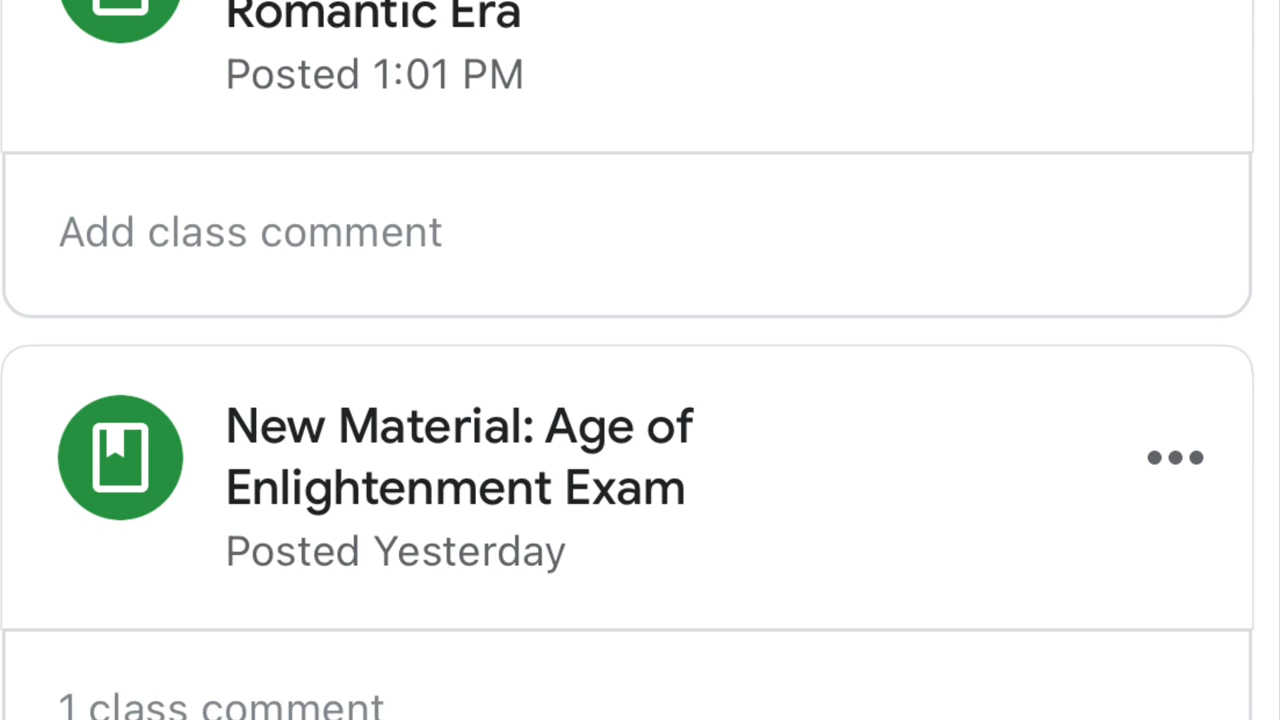 Romantic Era
Posted 1:01 PM
Add class comment
New Material: Age of
Enlightenment Exam
Posted Yesterday
1 class comment